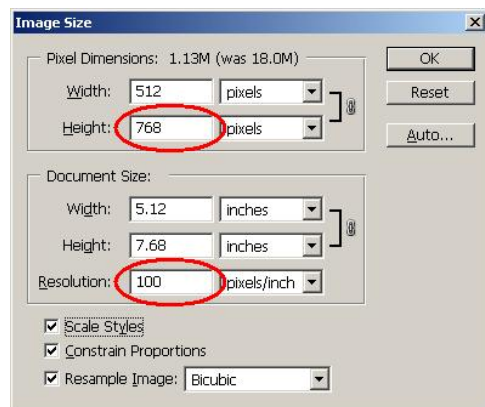 Image Size
Pixel Dimensions: 1.13M (was 18.0M)
Width: 512 pixels
Height: 768 pixels
Document Size:
Width: 5.12 inches
Height: 7.68 inches
Resolution: 100 pixels/inch
Scale Styles
Constrain Proportions
Resample Image: Bicubic
OK
Reset
Auto...